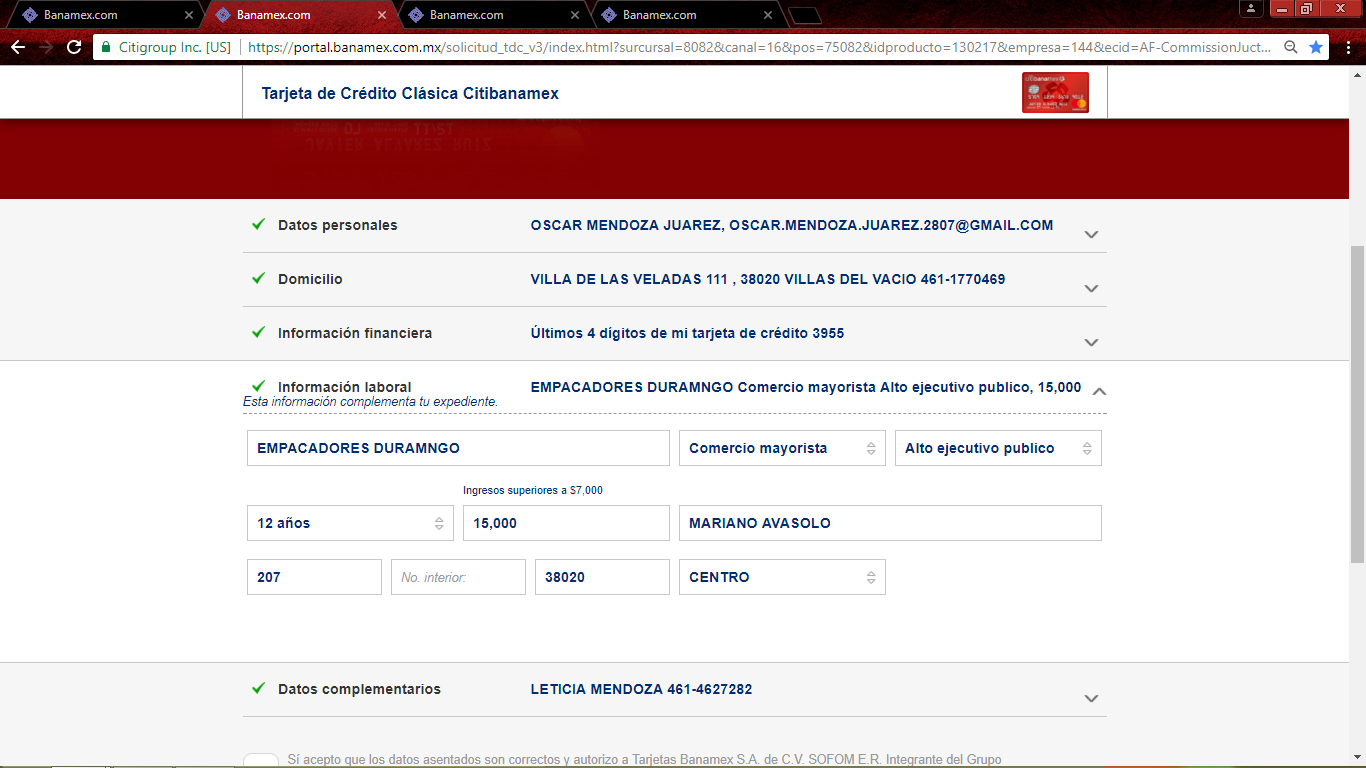 Banamex.com
Banamex.com
Banamex.com
Banamex.com
Citigroup Inc. [US] https://portal.banamex.com.mx/solicitud_tdc_v3/index.html?surcursal=8082&canal=16&pos=75082&idproducto=130217&empresa=144&ecid=AF-CommissionJuct...
Tarjeta de Crédito Clásica Citibanamex
citibanamex
JAVIER ALVAREZ RUIZ
Datos personales OSCAR MENDOZA JUAREZ, OSCAR.MENDOZA.JUAREZ.2807@GMAIL.COM
Domicilio VILLA DE LAS VELADAS 111 , 38020 VILLAS DEL VACIO 461-1770469
Información financiera Últimos 4 dígitos de mi tarjeta de crédito 3955
Información laboral EMPACADORES DURAMNGO Comercio mayorista Alto ejecutivo publico, 15,000
Esta información complementa tu expediente.
EMPACADORES DURAMNGO Comercio mayorista Alto ejecutivo publico
Ingresos superiores a $7,000
12 años 15,000 MARIANO AVASOLO
207 No. interior: 38020 CENTRO
Datos complementarios LETICIA MENDOZA 461-4627282
Sí acepto que los datos asentados son correctos y autorizo a Tarjetas Banamex S.A. de C.V. SOFOM E.R. Integrante del Grupo